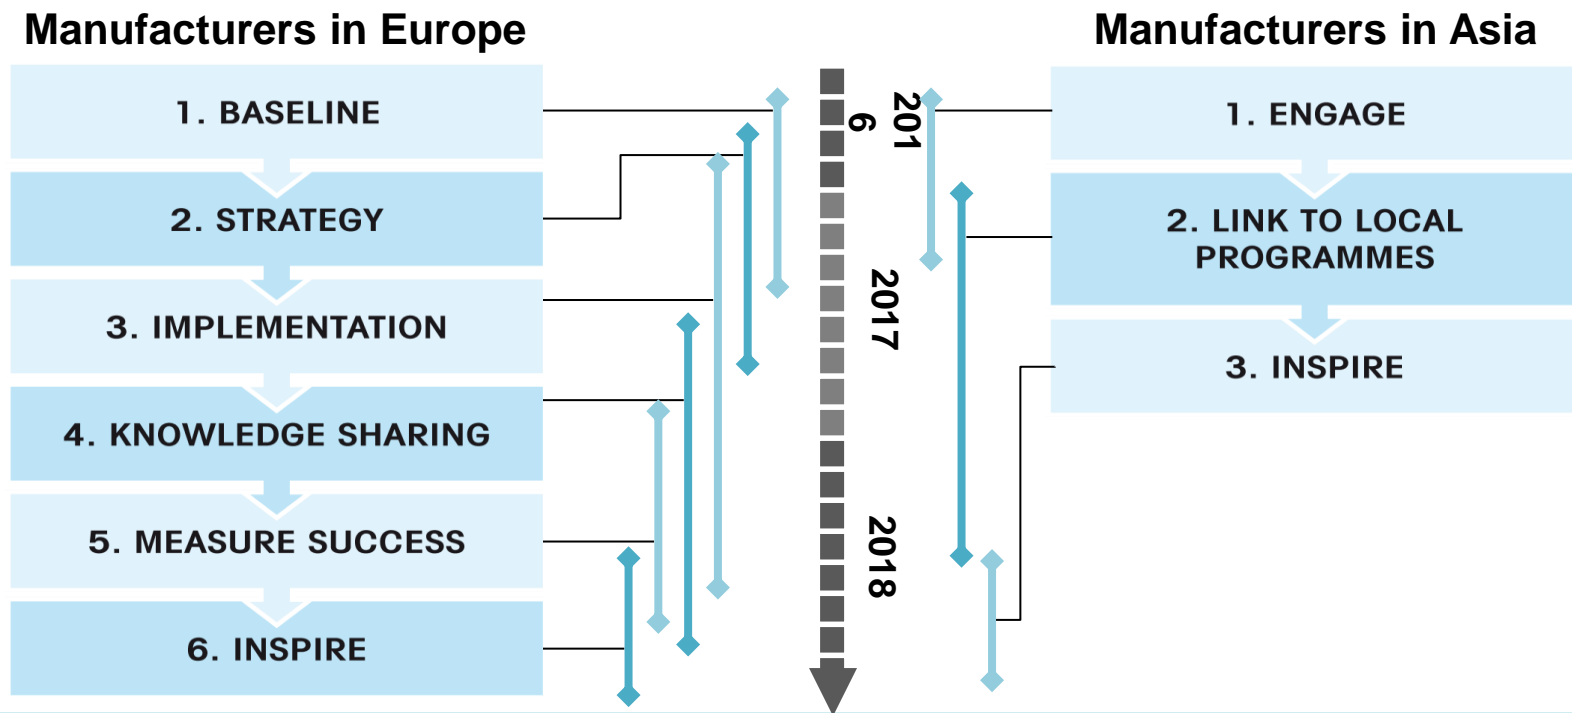 Manufacturers in Europe
1. BASELINE
2. STRATEGY
3. IMPLEMENTATION
4. KNOWLEDGE SHARING
5. MEASURE SUCCESS
6. INSPIRE
201
6
2017
2018
Manufacturers in Asia
1. ENGAGE
2. LINK TO LOCAL
PROGRAMMES
3. INSPIRE